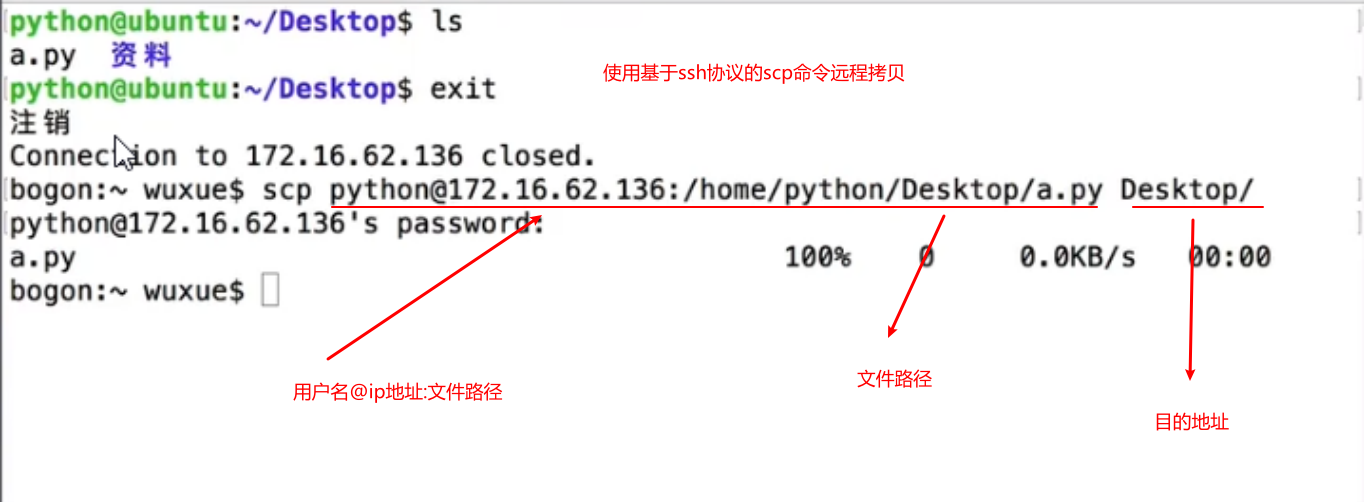 python@ubuntu:~/Desktop$ ls
a.py 资料
python@ubuntu:~/Desktop$ exit
使用基于ssh协议的scp命令远程拷贝
注销
Connection to 172.16.62.136 closed.
bogon:~ wuxue$ scp python@172.16.62.136:/home/python/Desktop/a.py Desktop/
python@172.16.62.136's password:
a.py 100% 0 0.0KB/s 00:00
bogon:~ wuxue$
用户名@ip地址:文件路径
文件路径
目的地址